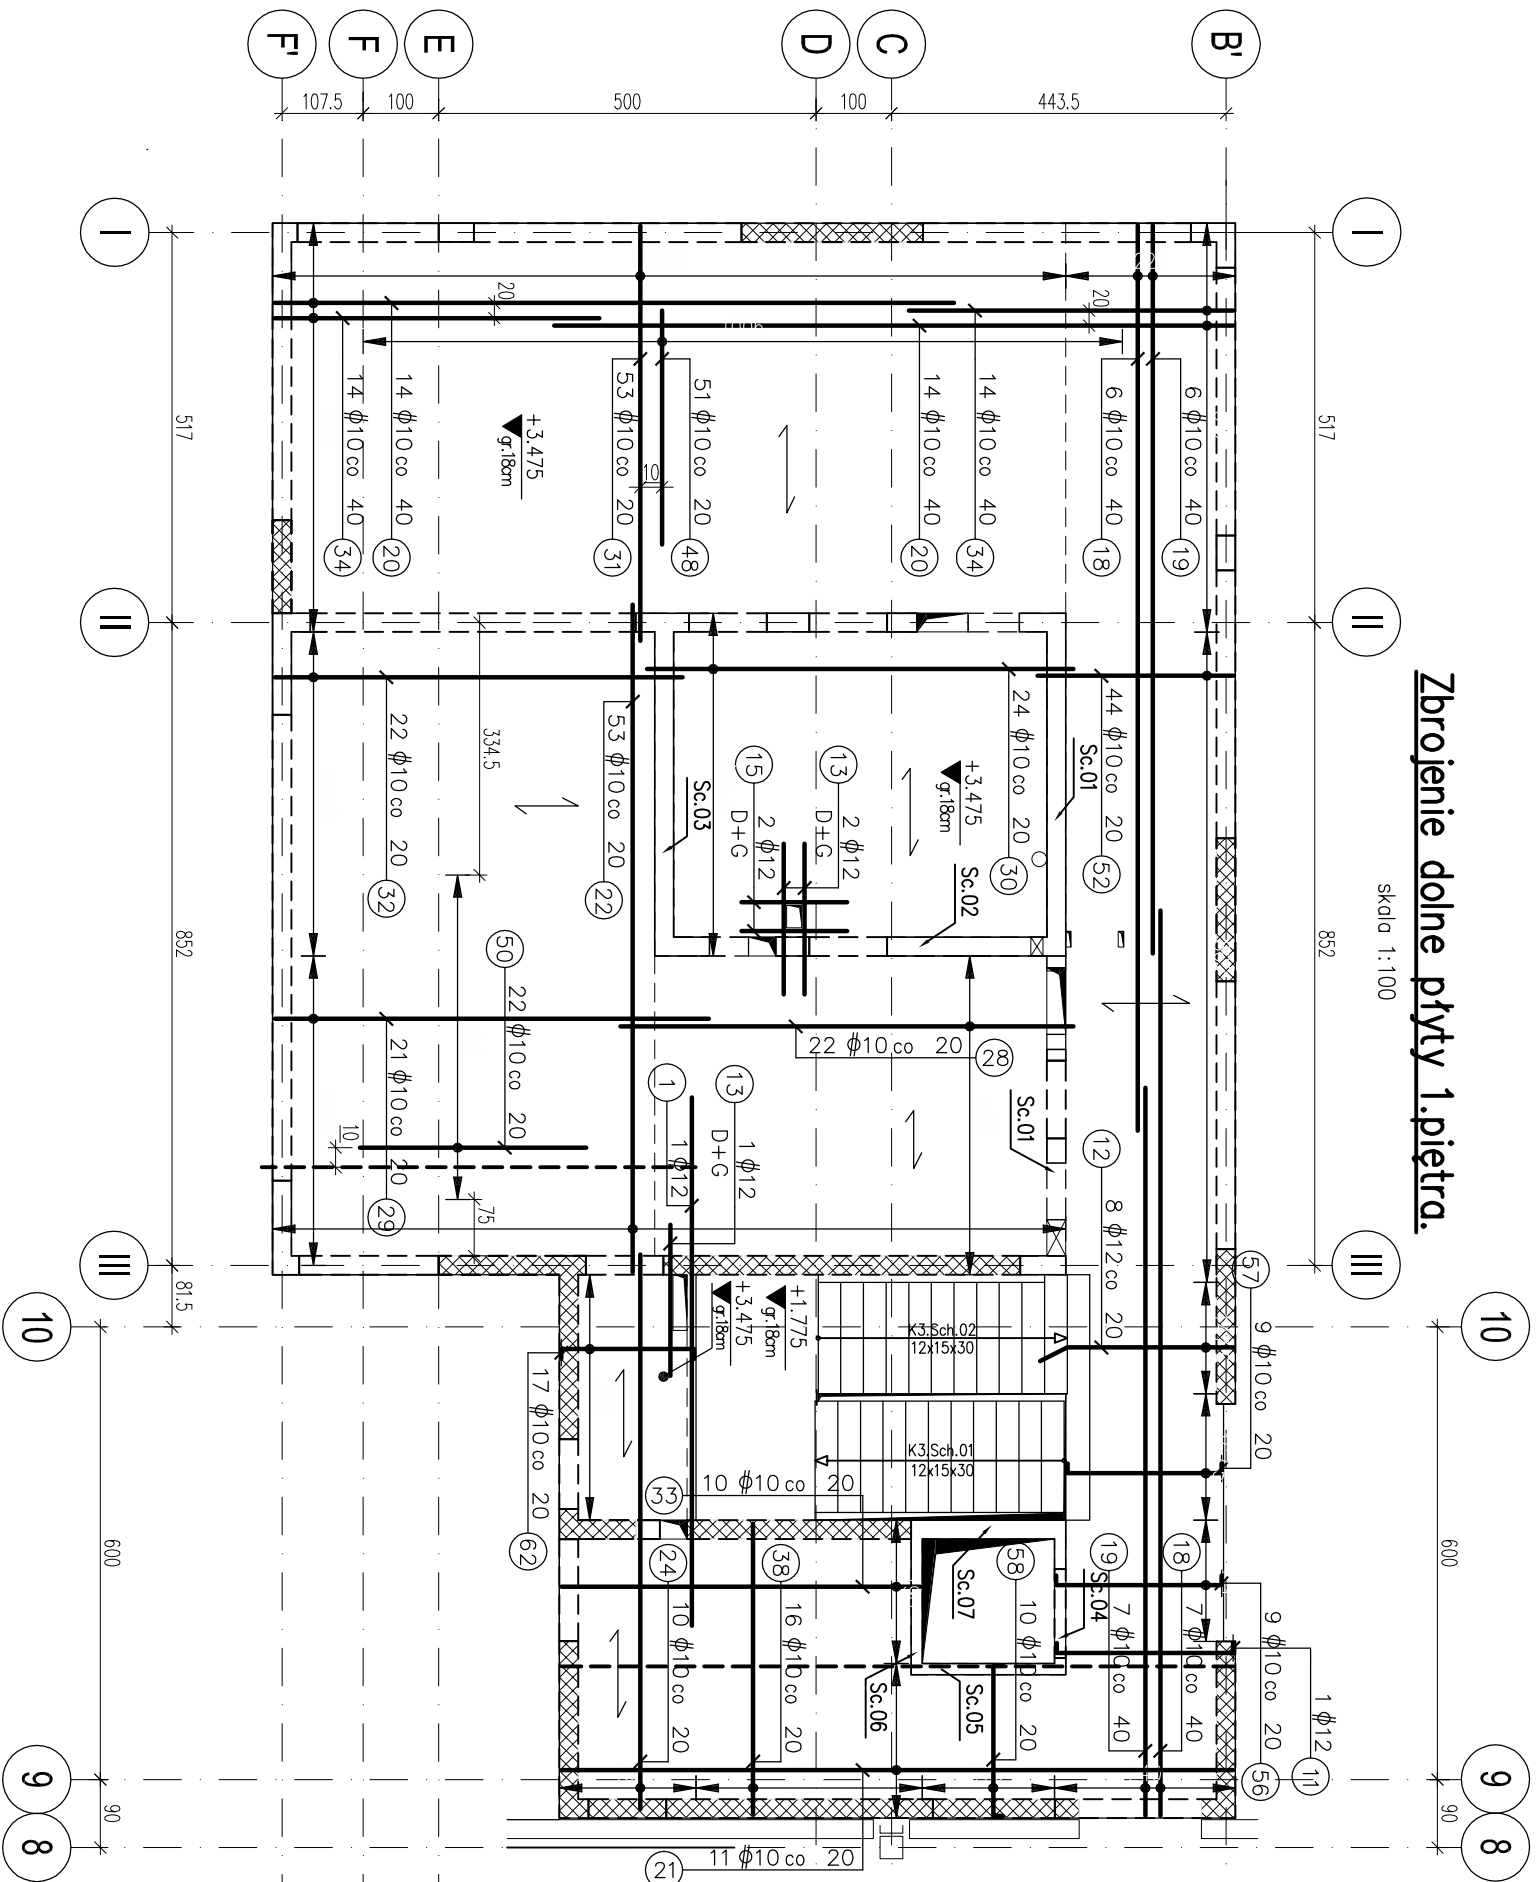 Zbrojenie dolne płyty 1.piętra.
skala 1:100
F'
F
E
D
C
B'
107.5
100
500
100
443.5
I
I
517
517
II
II
852
852
III
III
81.5
10
10
600
600
9
9
90
90
8
8
20
20
14 ϕ10 co 40
34
14 ϕ10 co 40
20
53 ϕ10 co 20
31
51 ϕ10 co 20
48
10
14 ϕ10 co 40
20
14 ϕ10 co 40
34
6 ϕ10 co 40
18
6 ϕ10 co 40
19
+3.475
gr.18cm
334.5
22 ϕ10 co 20
32
53 ϕ10 co 20
22
Sc.03
15
2 ϕ12
D+G
13
2 ϕ12
D+G
+3.475
gr.18cm
24 ϕ10 co 20
30
Sc.01
44 ϕ10 co 20
52
Sc.02
50
22 ϕ10 co 20
21 ϕ10 co 20
29
10
75
22 ϕ10 co 20
28
1
1 ϕ12
13
1 ϕ12
D+G
Sc.01
12
8 ϕ12 co 20
57
9 ϕ10 co 20
+3.475
gr.18cm
+1.775
gr.18cm
K3.Sch.02
12x15x30
K3.Sch.01
12x15x30
17 ϕ10 co 20
62
33
10 ϕ10 co 20
24
10 ϕ10 co 20
38
16 ϕ10 co 20
Sc.07
58
10 ϕ10 co 20
Sc.04
19
7 ϕ10 co 40
18
7 ϕ10 co 40
9 ϕ10 co 20
56
1 ϕ12
11
Sc.06
Sc.05
21
11 ϕ10 co 20